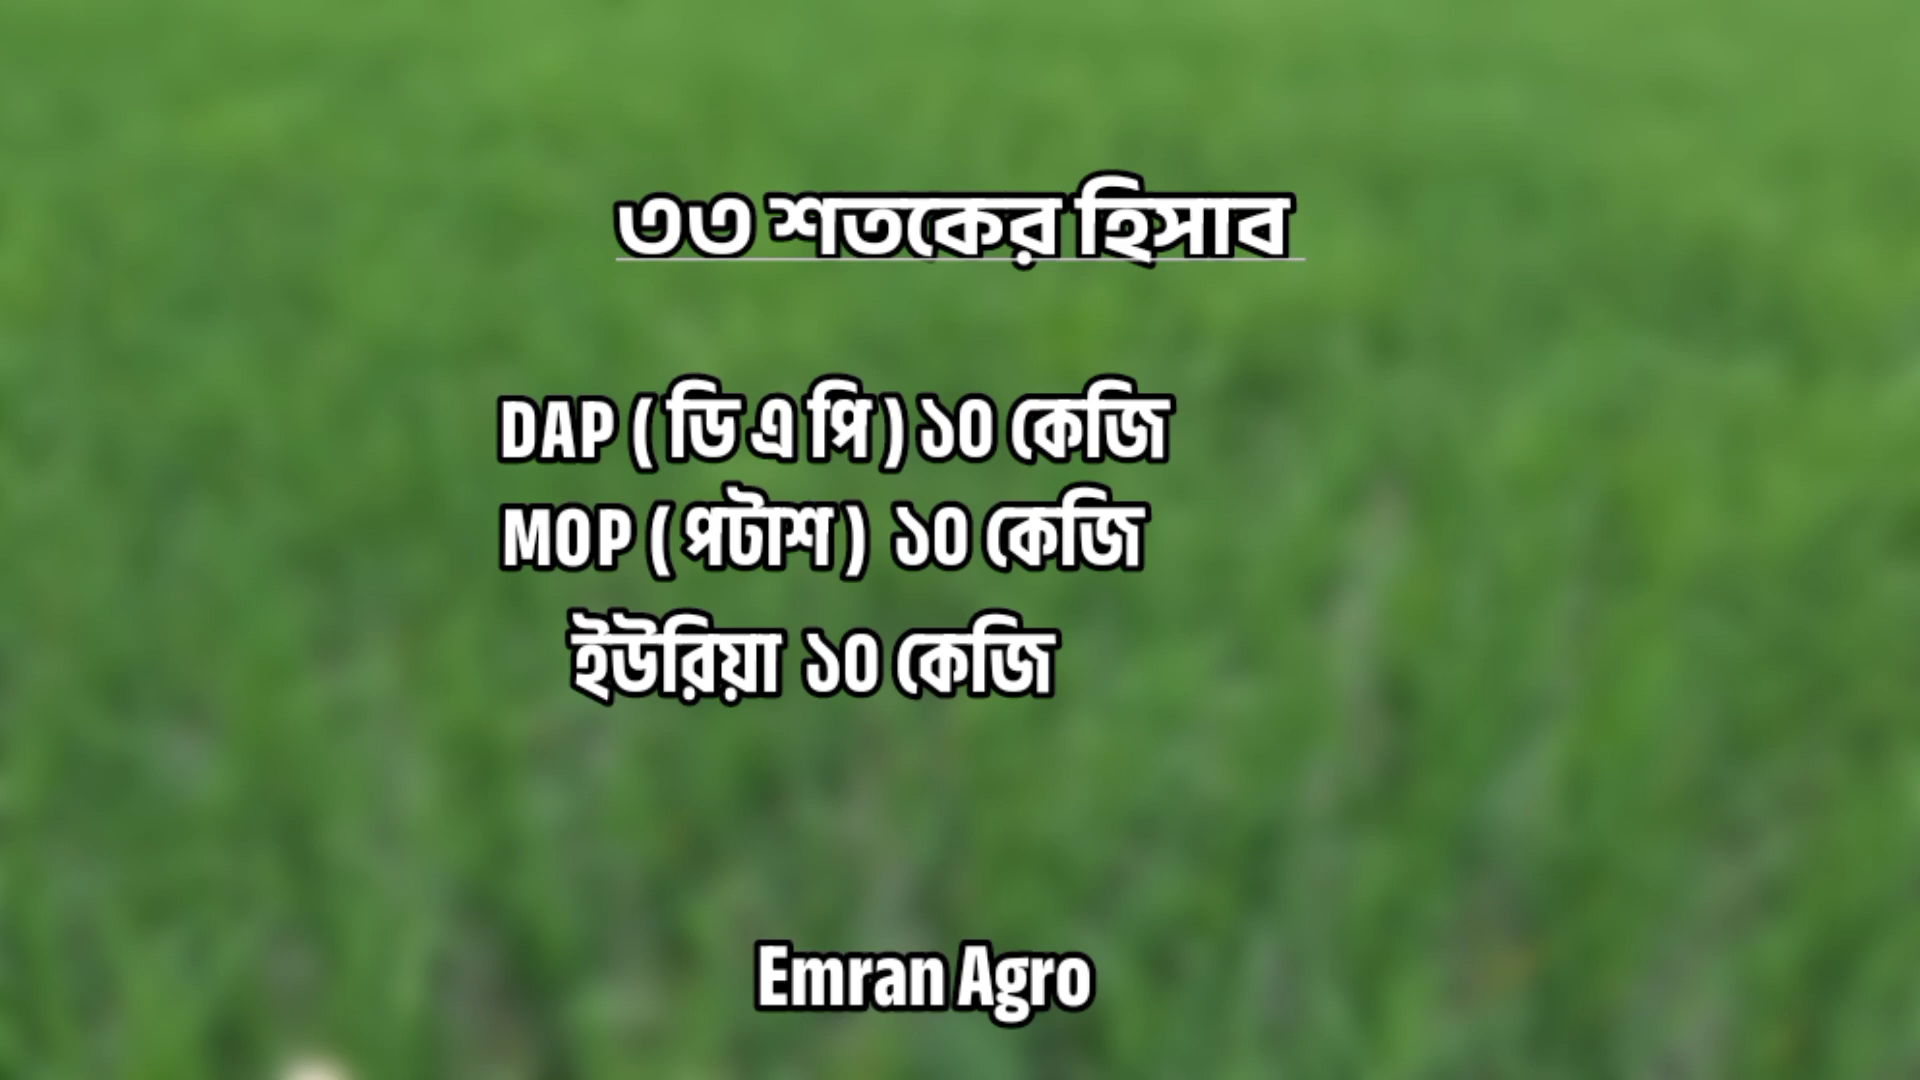 ৩৩ শতকের হিসাব
DAP ( ডি এ পি ) ১০ কেজি
MOP ( পটাশ ) ১০ কেজি
ইউরিয়া ১০ কেজি
Emran Agro